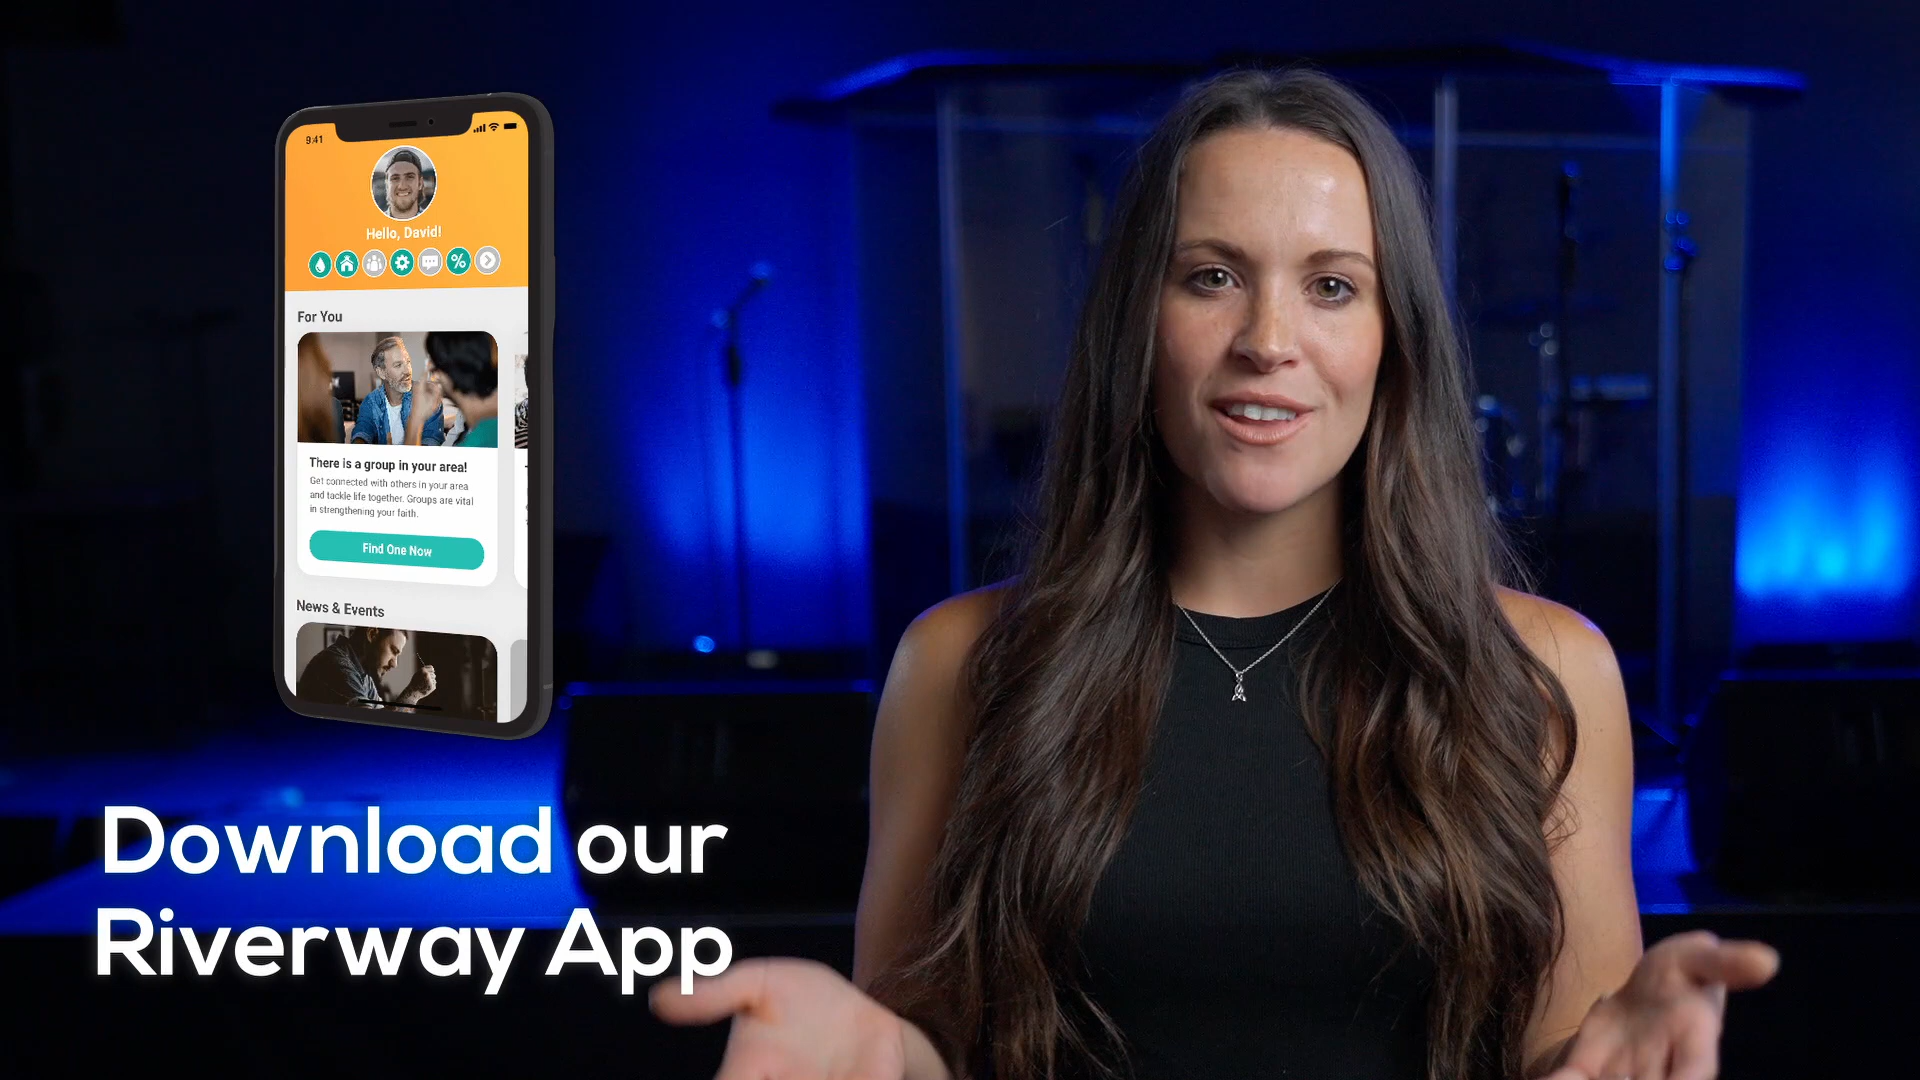 9:41
Hello, David!
%
For You
There is a group in your area!
Get connected with others in your area
and tackle life together. Groups are vital
in strengthening your faith.
Find One Now
News & Events
Download our
Riverway App